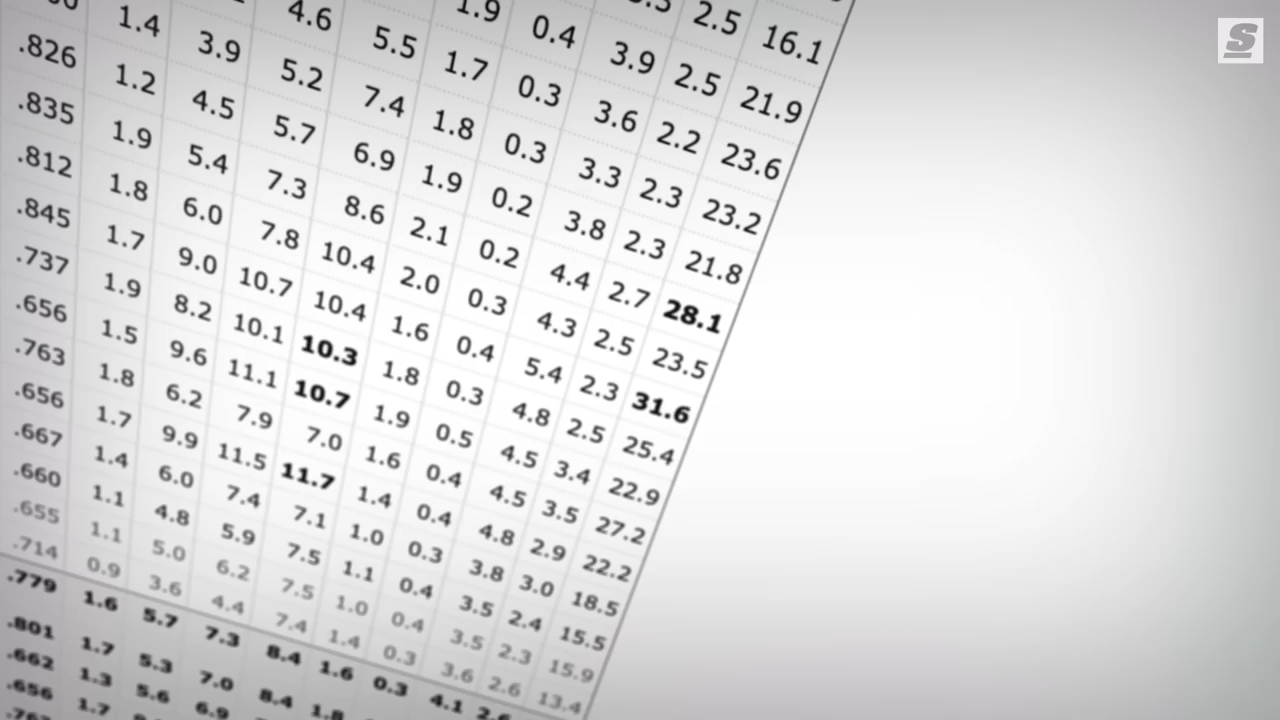 2.5 16.1
1.9 0.4 3.9 2.5 21.9
4.6 5.5 1.7 0.3 3.6 2.2 23.6
1.4 3.9 5.2 7.4 1.8 0.3 3.3 2.3 23.2
.826 1.2 4.5 5.7 6.9 1.9 0.2 3.8 2.3 21.8
.835 1.9 5.4 7.3 8.6 2.1 0.2 4.4 2.7 28.1
.812 1.8 6.0 7.8 10.4 2.0 0.3 4.3 2.5 23.5
.845 1.7 9.0 10.7 10.4 1.6 0.4 5.4 2.3 31.6
.737 1.9 8.2 10.1 10.3 1.8 0.3 4.8 2.5 25.4
.656 1.5 9.6 11.1 10.7 1.9 0.5 4.5 3.4 22.9
.763 1.8 6.2 7.9 7.0 1.6 0.4 4.5 3.5 27.2
.656 1.7 9.9 11.5 11.7 1.4 0.4 4.8 2.9 22.2
.667 1.4 6.0 7.4 7.1 1.0 0.3 3.8 3.0 18.5
.660 1.1 4.8 5.9 7.5 1.1 0.4 3.5 2.4 15.5
.655 1.1 5.0 6.2 7.5 1.0 0.4 3.5 2.3 15.9
.714 0.9 3.6 4.4 7.4 1.4 0.3 3.6 2.6 13.4
.779 1.6 5.7 7.3 8.4 1.6 0.3 4.1 2.6
.801 1.7 5.3 7.0 8.4 1.8
.662 1.3 5.6 6.9
.656 1.7
S